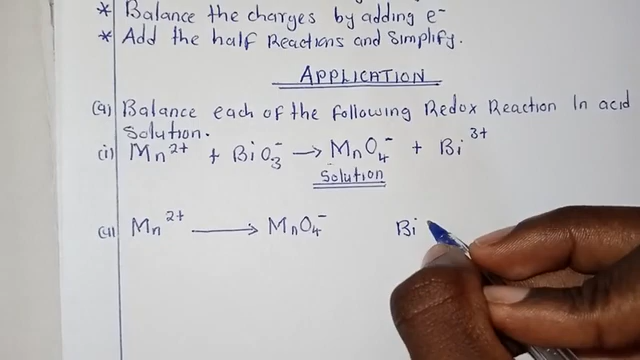 * Balance the charges by adding e⁻
* Add the half Reactions and Simplify.
APPLICATION
(a) Balance each of the following Redox Reaction In acid
Solution.
(i) Mn²⁺ + BiO₃⁻ → MnO₄⁻ + Bi³⁺
Solution
Mn²⁺ → MnO₄⁻ Bi